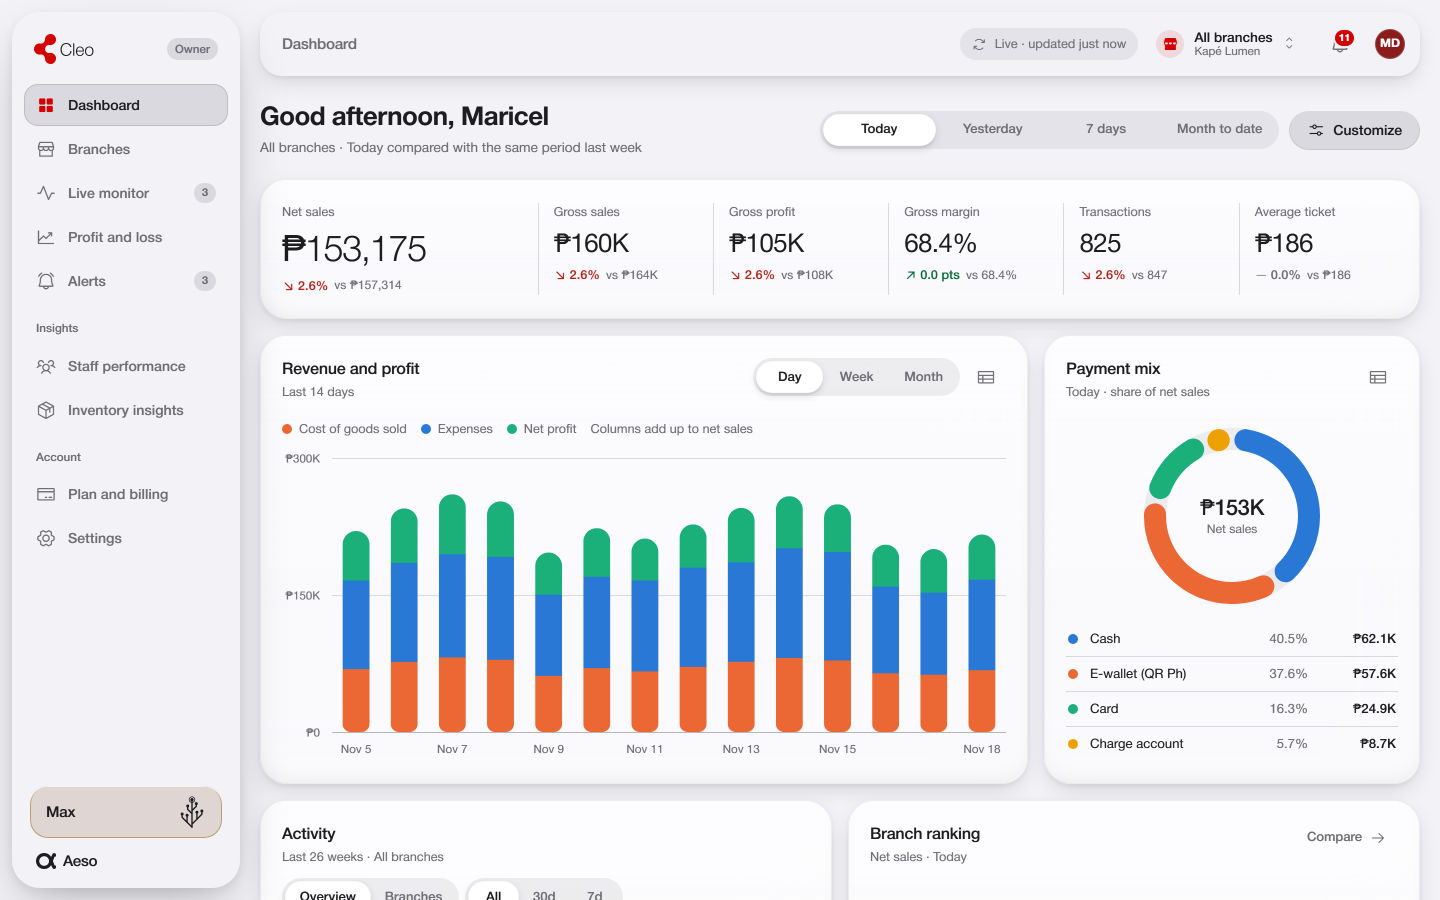 Cleo
Owner
Dashboard
Branches
Live monitor 3
Profit and loss
Alerts 3
Insights
Staff performance
Inventory insights
Account
Plan and billing
Settings
Max
Aeso
Dashboard
Live · updated just now
All branches
Kapé Lumen
11
MD
Good afternoon, Maricel
All branches · Today compared with the same period last week
Today Yesterday 7 days Month to date
Customize
Net sales
₱153,175
2.6% vs ₱157,314
Gross sales
₱160K
2.6% vs ₱164K
Gross profit
₱105K
2.6% vs ₱108K
Gross margin
68.4%
0.0 pts vs 68.4%
Transactions
825
2.6% vs 847
Average ticket
₱186
0.0% vs ₱186
Revenue and profit
Last 14 days
Day Week Month
Cost of goods sold Expenses Net profit Columns add up to net sales
₱300K
₱150K
₱0
Nov 5 Nov 7 Nov 9 Nov 11 Nov 13 Nov 15 Nov 18
Payment mix
Today · share of net sales
₱153K
Net sales
Cash 40.5% ₱62.1K
E-wallet (QR Ph) 37.6% ₱57.6K
Card 16.3% ₱24.9K
Charge account 5.7% ₱8.7K
Activity
Last 26 weeks · All branches
Overview Branches All 30d 7d
Branch ranking
Net sales · Today
Compare